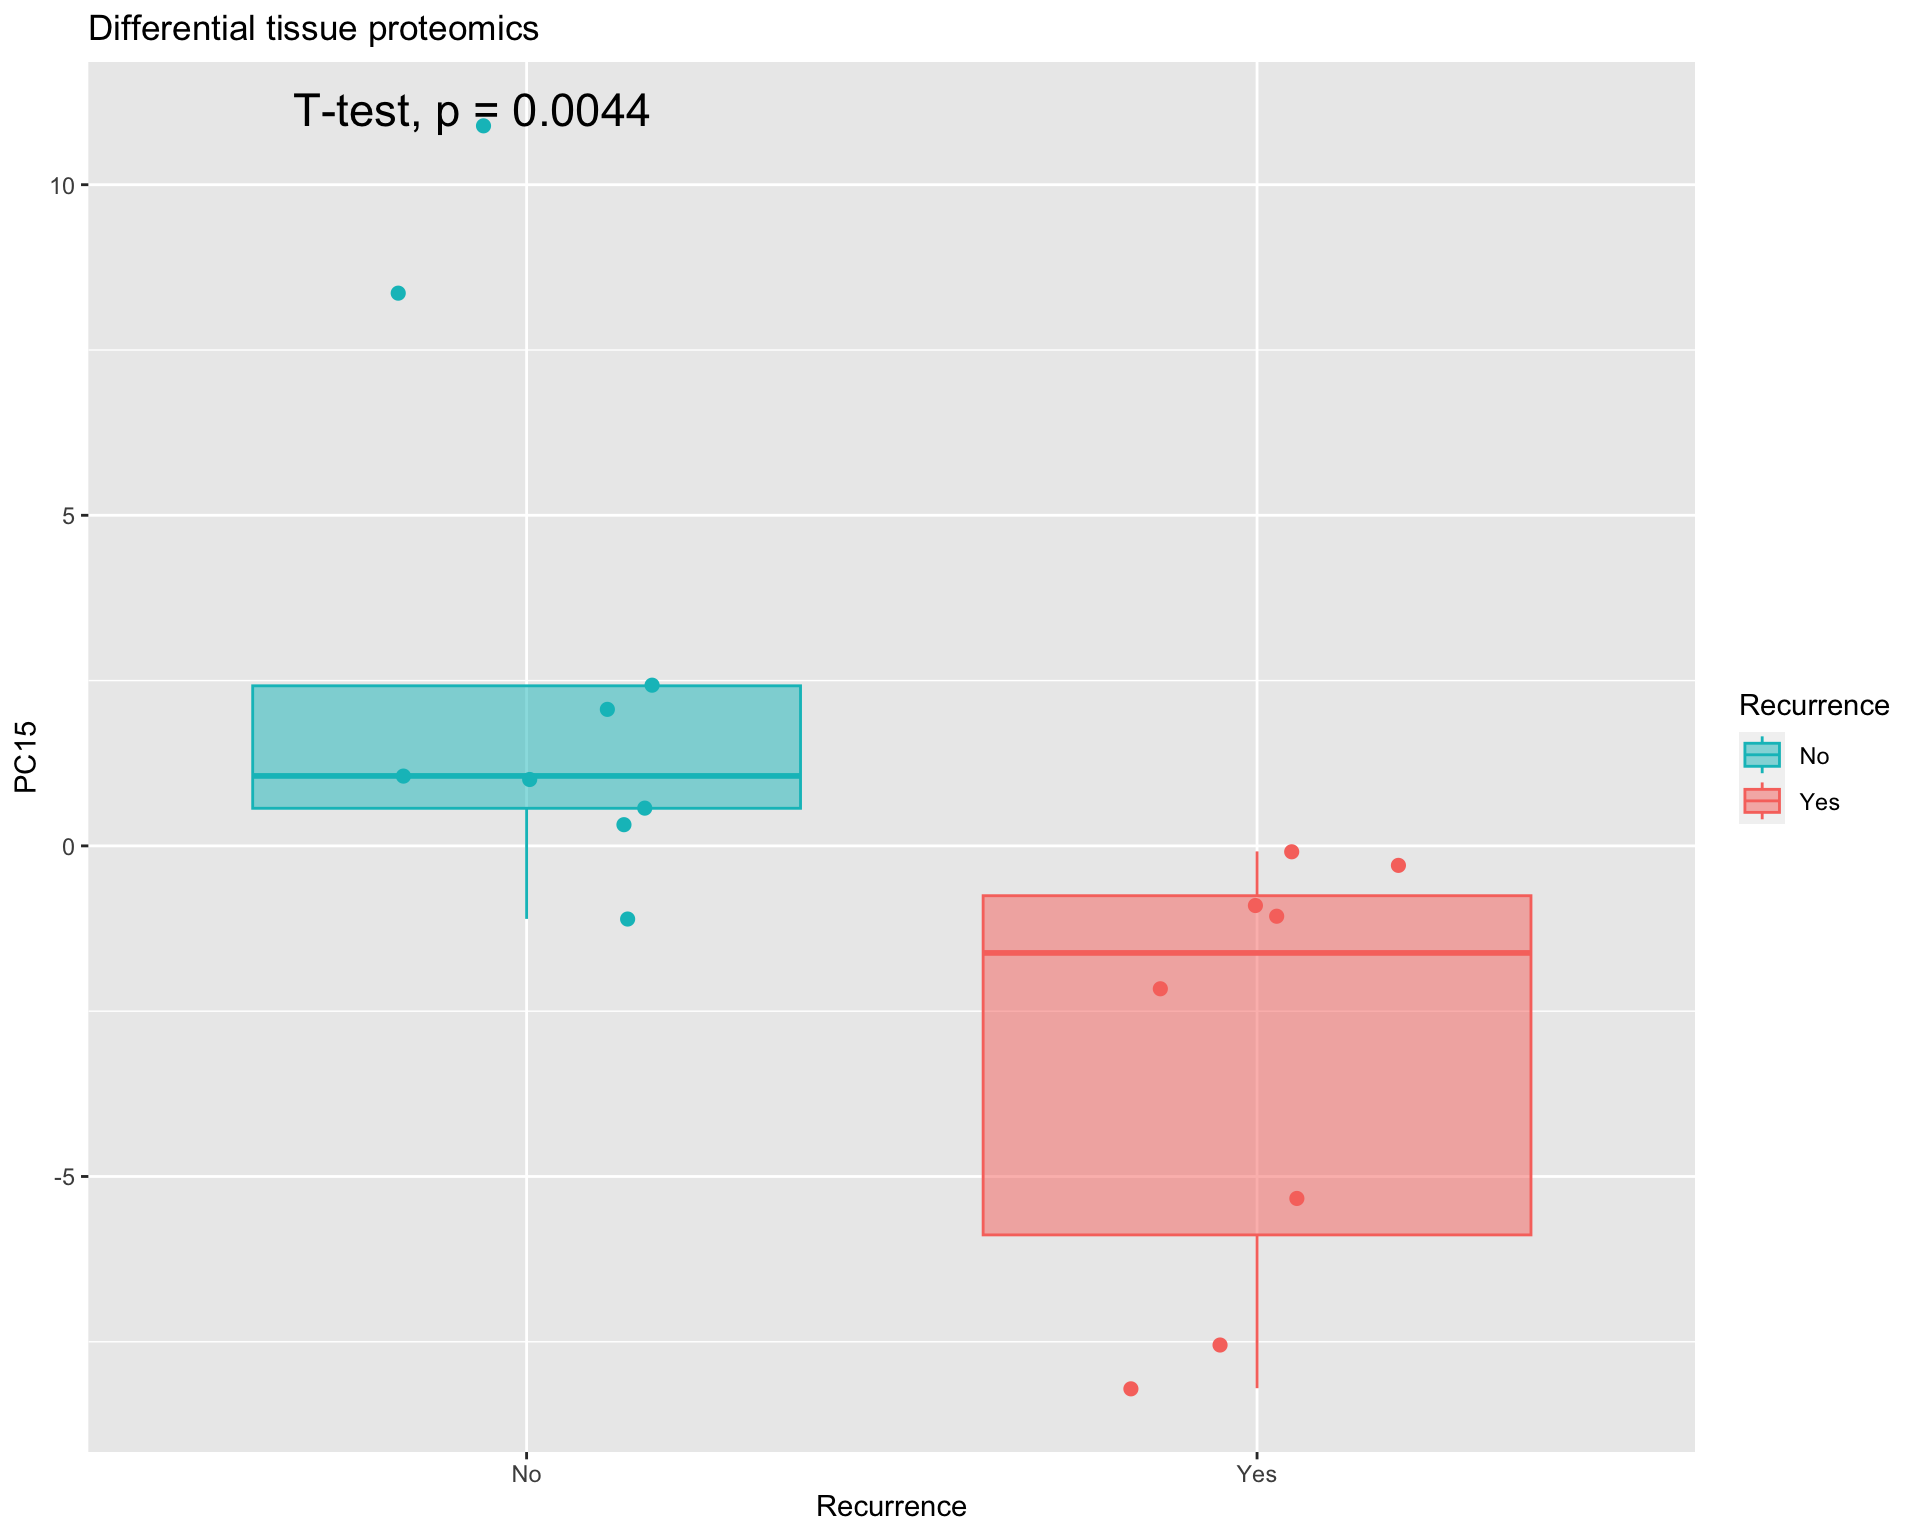 Differential tissue proteomics
T-test, p = 0.0044
10
5
0
-5
PC15
No
Yes
Recurrence
Recurrence
No
Yes